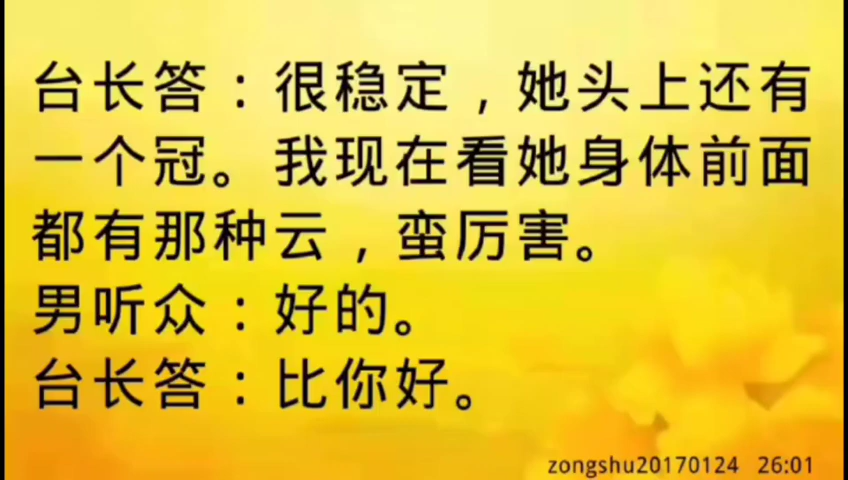 台长答：很稳定，她头上还有
一个冠。我现在看她身体前面
都有那种云，蛮厉害。
男听众：好的。
台长答：比你好。
zongshu20170124 26:01